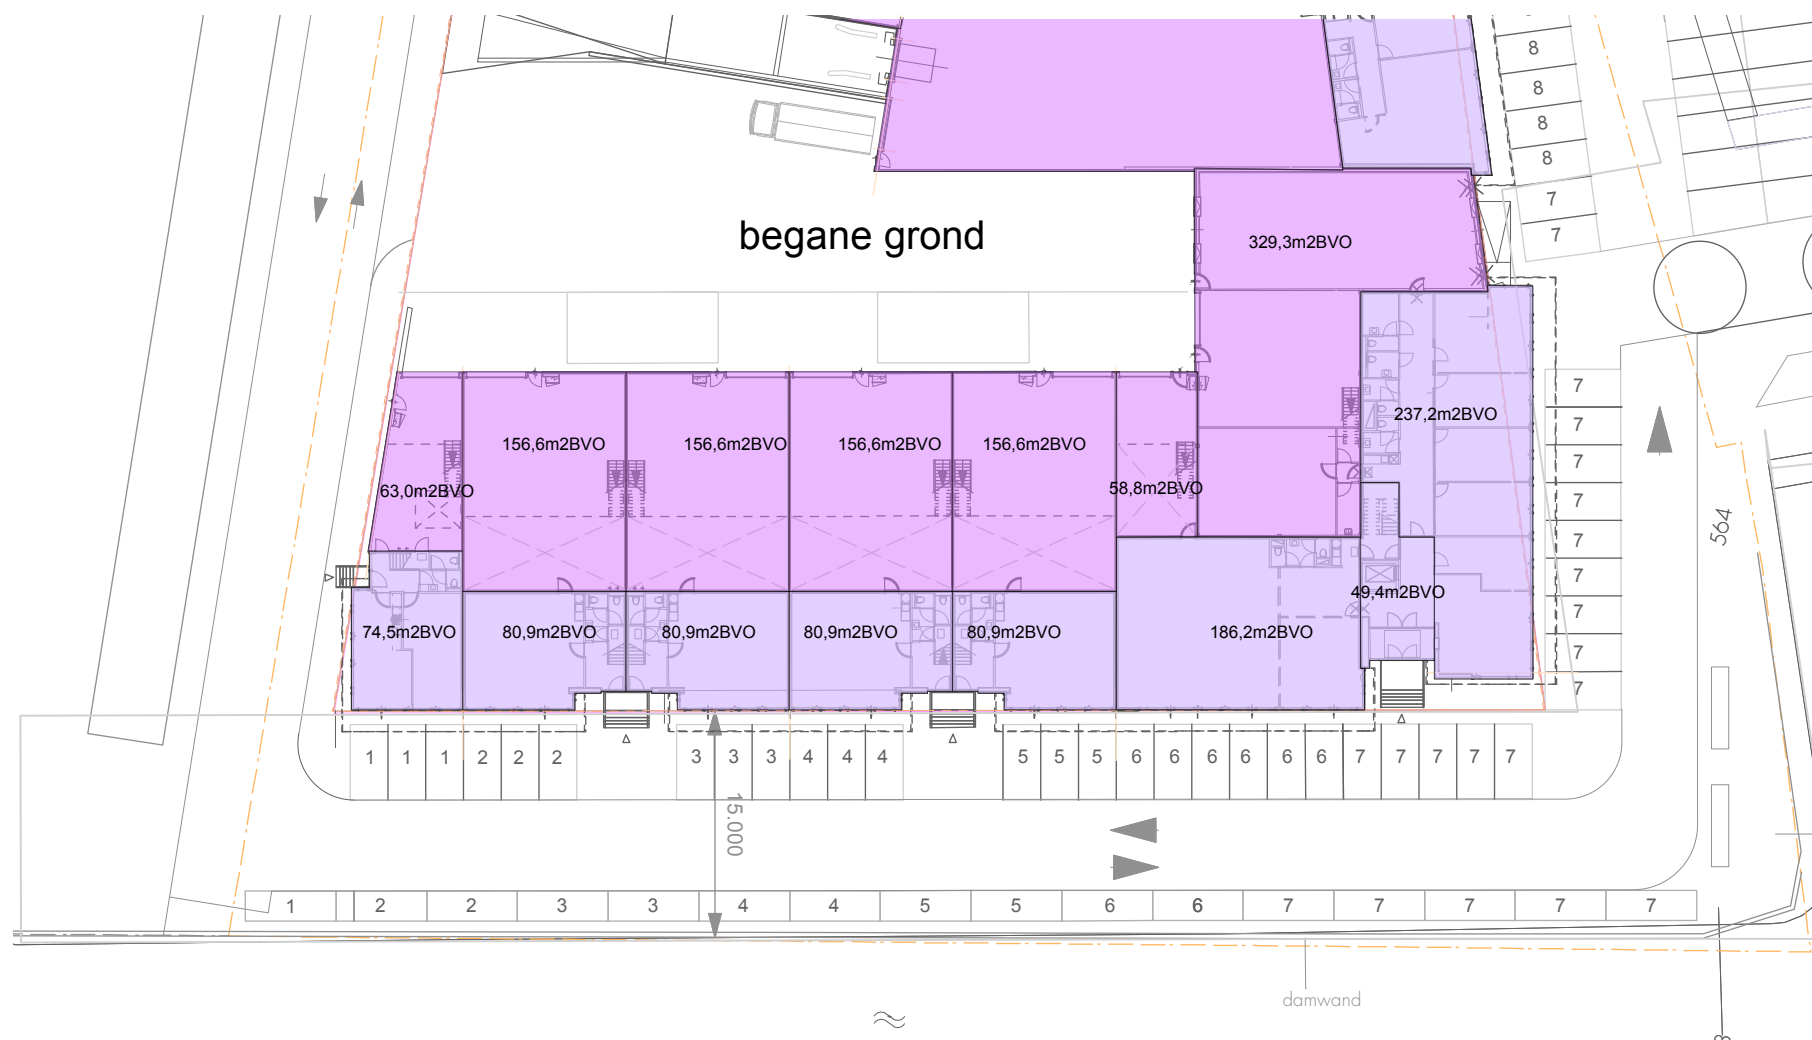 8
8
8
8
7
7
begane grond
329,3m2BVO
7
7
7
7
7
7
7
7
7
237,2m2BVO
156,6m2BVO
156,6m2BVO
156,6m2BVO
156,6m2BVO
63,0m2BVO
58,8m2BVO
564
49,4m2BVO
74,5m2BVO
80,9m2BVO
80,9m2BVO
80,9m2BVO
80,9m2BVO
186,2m2BVO
1 1 1 2 2 2 3 3 3 4 4 4 5 5 5 6 6 6 6 6 6 7 7 7 7 7
15.000
1 2 2 3 3 4 4 5 5 6 6 7 7 7 7 7
damwand